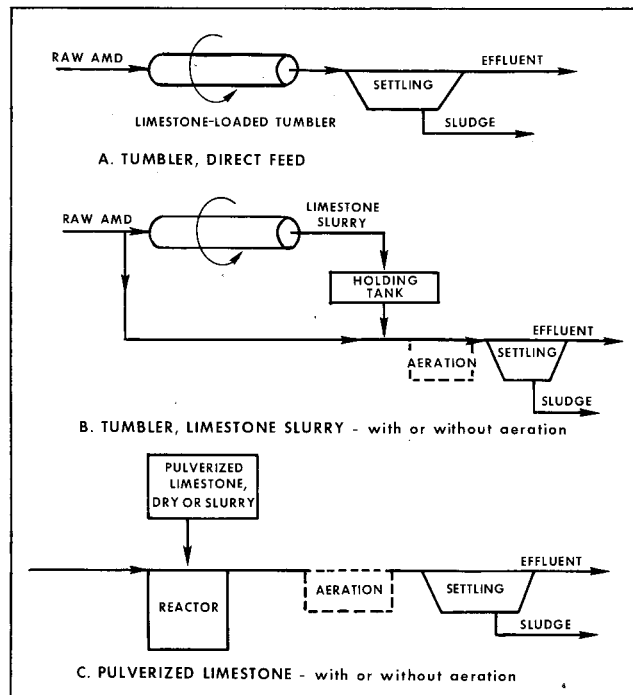 RAW AMD
EFFLUENT
SETTLING
LIMESTONE-LOADED TUMBLER
SLUDGE
A. TUMBLER, DIRECT FEED
RAW AMD
LIMESTONE
SLURRY
HOLDING
TANK
EFFLUENT
AERATION
SETTLING
SLUDGE
B. TUMBLER, LIMESTONE SLURRY - with or without aeration
PULVERIZED
LIMESTONE,
DRY OR SLURRY
EFFLUENT
REACTOR
AERATION
SETTLING
SLUDGE
C. PULVERIZED LIMESTONE - with or without aeration